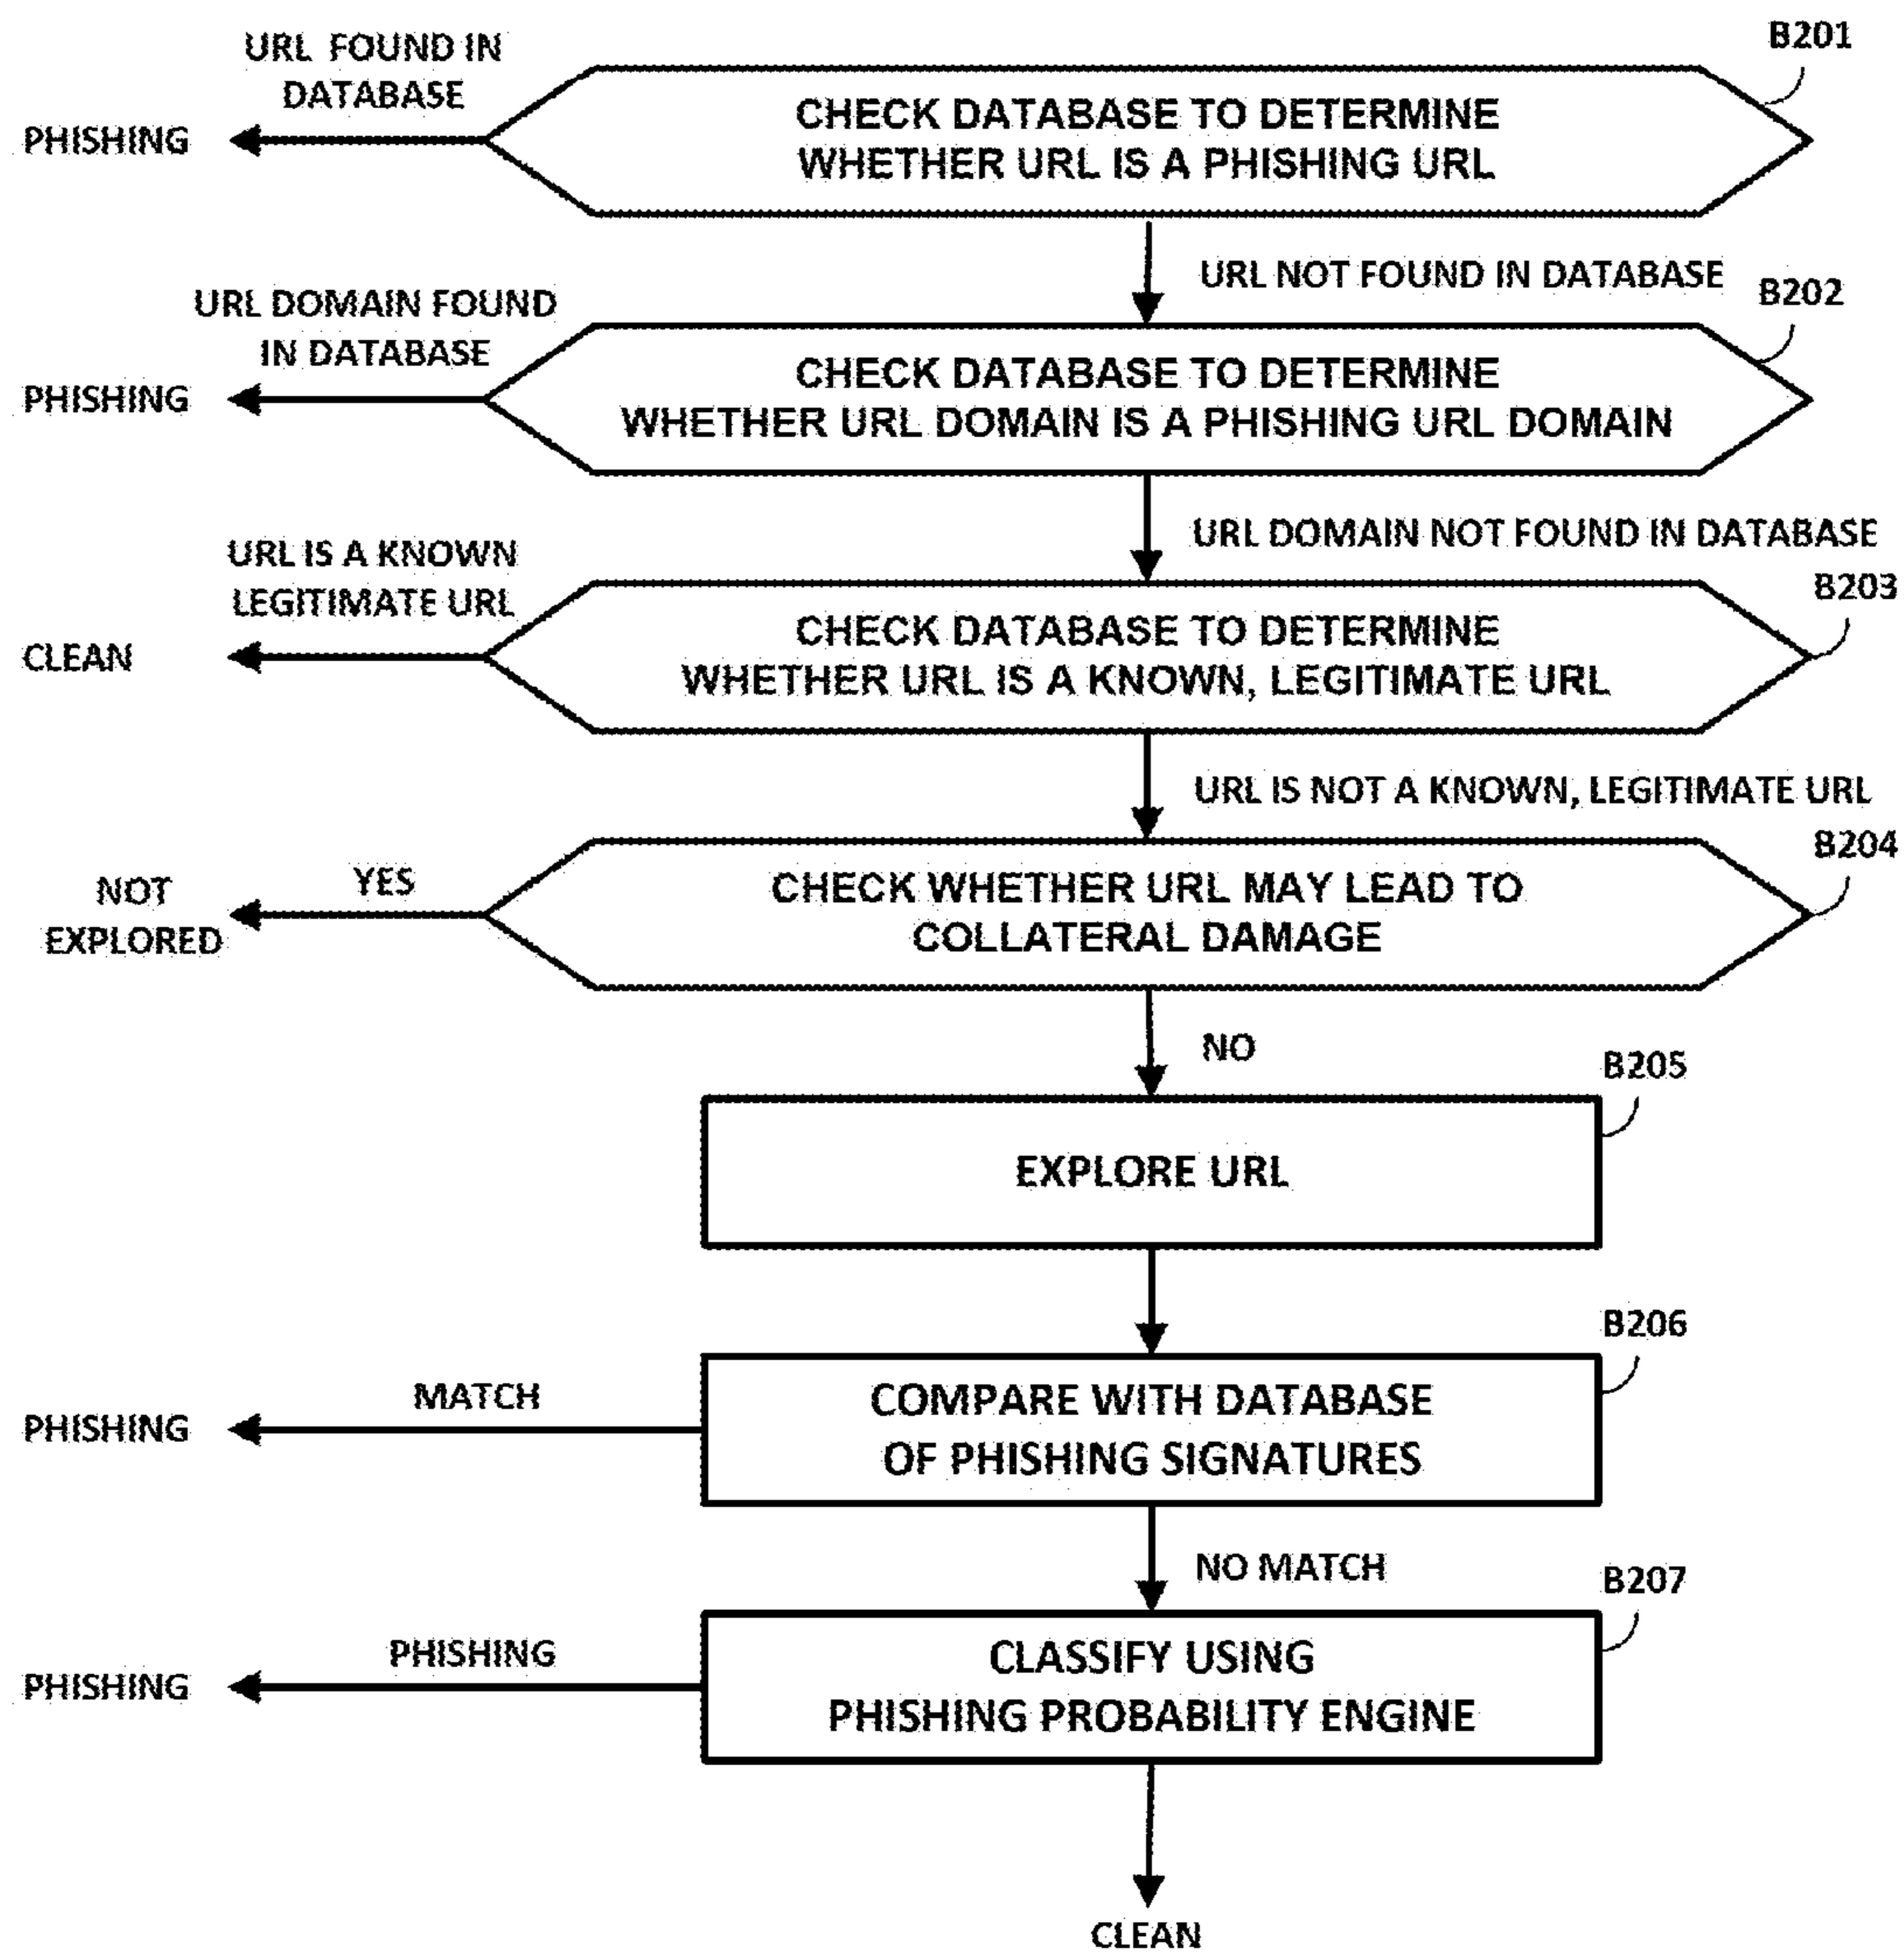 B201
URL FOUND IN
DATABASE
PHISHING
CHECK DATABASE TO DETERMINE
WHETHER URL IS A PHISHING URL
URL NOT FOUND IN DATABASE
B202
URL DOMAIN FOUND
IN DATABASE
PHISHING
CHECK DATABASE TO DETERMINE
WHETHER URL DOMAIN IS A PHISHING URL DOMAIN
URL DOMAIN NOT FOUND IN DATABASE
B203
URL IS A KNOWN
LEGITIMATE URL
CLEAN
CHECK DATABASE TO DETERMINE
WHETHER URL IS A KNOWN, LEGITIMATE URL
URL IS NOT A KNOWN, LEGITIMATE URL
B204
YES
NOT
EXPLORED
CHECK WHETHER URL MAY LEAD TO
COLLATERAL DAMAGE
NO
B205
EXPLORE URL
B206
MATCH
PHISHING
COMPARE WITH DATABASE
OF PHISHING SIGNATURES
NO MATCH
B207
PHISHING
PHISHING
CLASSIFY USING
PHISHING PROBABILITY ENGINE
CLEAN